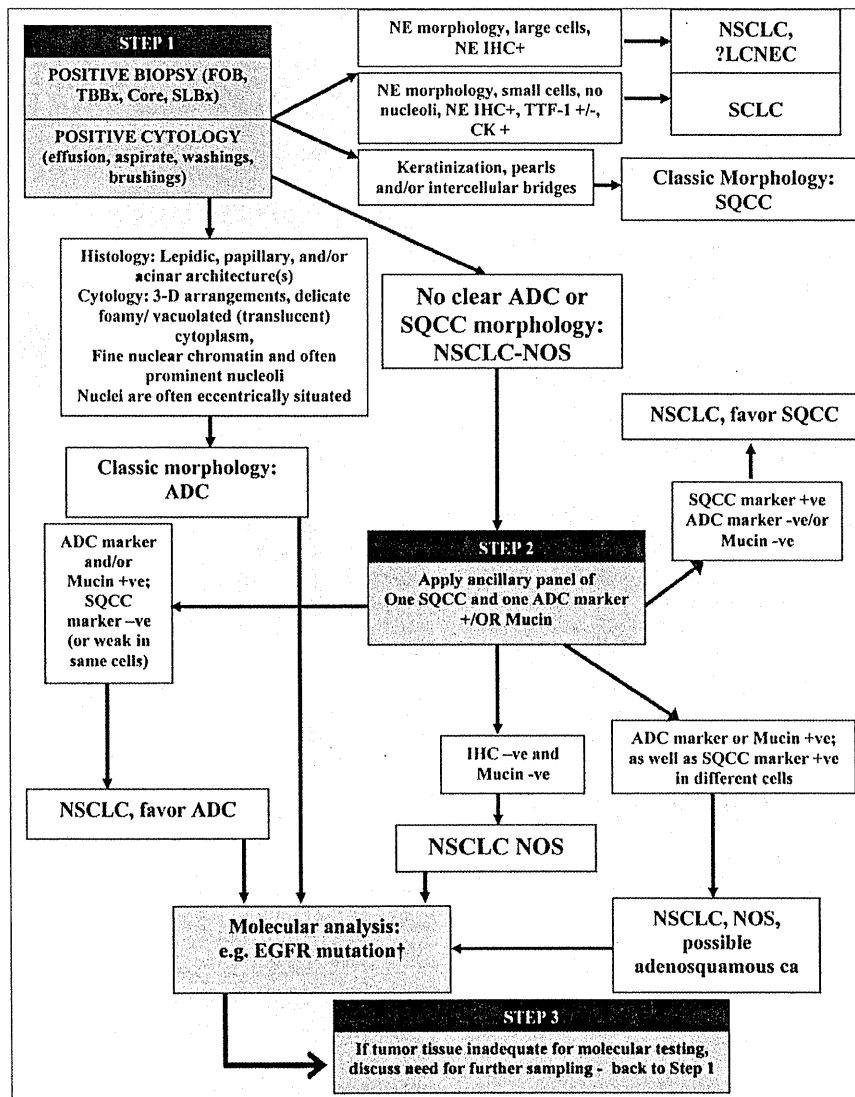 STEP 1
POSITIVE BIOPSY (FOB,
TBBx, Core, SLBx)
POSITIVE CYTOLOGY
(effusion, aspirate, washings,
brushings)
NE morphology, large cells,
NE IHC+
NSCLC,
?LCNEC
NE morphology, small cells, no
nucleoli, NE IHC+, TTF-1 +/-,
CK +
SCLC
Keratinization, pearls
and/or intercellular bridges
Classic Morphology:
SQCC
Histology: Lepidic, papillary, and/or
acinar architecture(s)
Cytology: 3-D arrangements, delicate
foamy/ vacuolated (translucent)
cytoplasm,
Fine nuclear chromatin and often
prominent nucleoli
Nuclei are often eccentrically situated
No clear ADC or
SQCC morphology:
NSCLC-NOS
Classic morphology:
ADC
NSCLC, favor SQCC
SQCC marker +ve
ADC marker -ve/or
Mucin -ve
STEP 2
Apply ancillary panel of
One SQCC and one ADC marker
+/OR Mucin
ADC marker
and/or
Mucin +ve;
SQCC
marker –ve
(or weak in
same cells)
IHC –ve and
Mucin -ve
ADC marker or Mucin +ve;
as well as SQCC marker +ve
in different cells
NSCLC, favor ADC
NSCLC NOS
Molecular analysis:
e.g. EGFR mutation†
NSCLC, NOS,
possible
adenosquamous ca
STEP 3
If tumor tissue inadequate for molecular testing,
discuss need for further sampling - back to Step 1